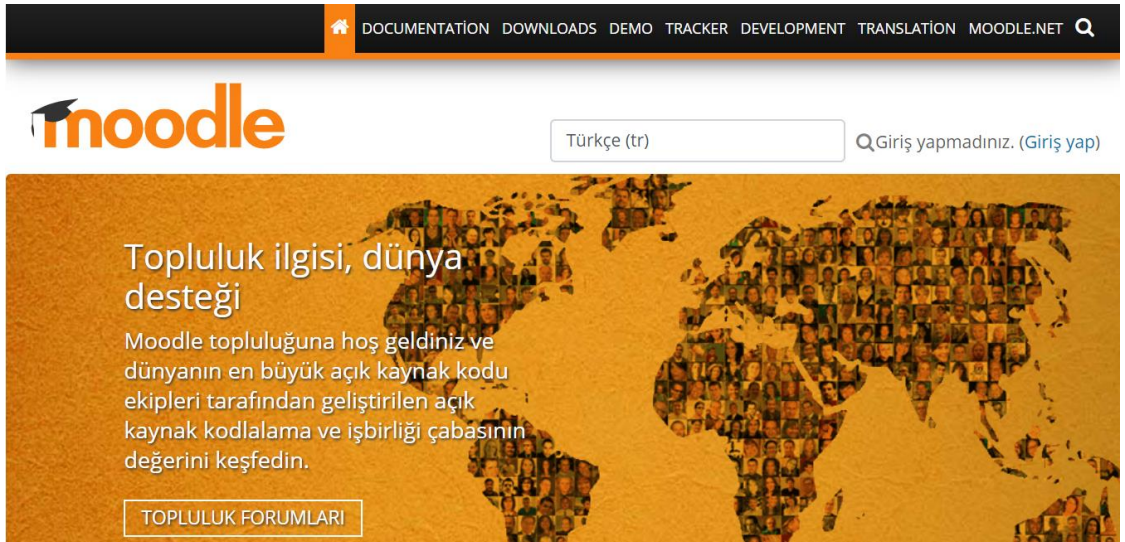 DOCUMENTATİON DOWNLOADS DEMO TRACKER DEVELOPMENT TRANSLATİON MOODLE.NET
moodle
Türkçe (tr)
Giriş yapmadınız. (Giriş yap)
Topluluk ilgisi, dünya
desteği
Moodle topluluğuna hoş geldiniz ve
dünyanın en büyük açık kaynak kodu
ekipleri tarafından geliştirilen açık
kaynak kodlalama ve işbirliği çabasının
değerini keşfedin.
TOPLULUK FORUMLARI